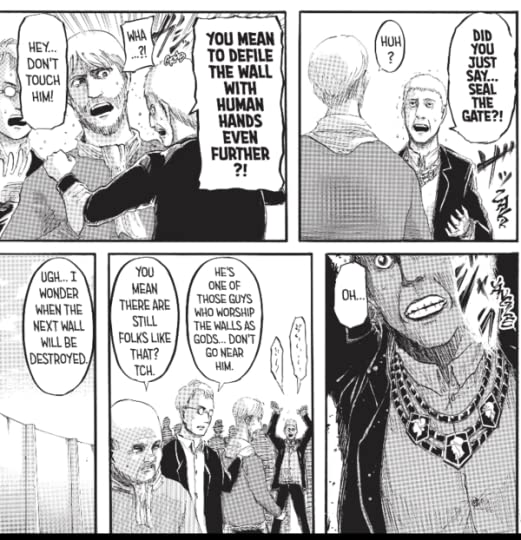 DID
YOU
JUST
SAY...
SEAL
THE
GATE?!
HUH
?
YOU MEAN
TO DEFILE
THE WALL
WITH
HUMAN
HANDS
EVEN
FURTHER
?!
WHA
...?!
HEY...
DON'T
TOUCH
HIM!
OH...
HE'S
ONE OF
THOSE GUYS
WHO WORSHIP
THE WALLS AS
GODS... DON'T
GO NEAR
HIM.
YOU
MEAN
THERE ARE
STILL
FOLKS LIKE
THAT?
TCH.
UGH... I
WONDER
WHEN THE
NEXT WALL
WILL BE
DESTROYED.